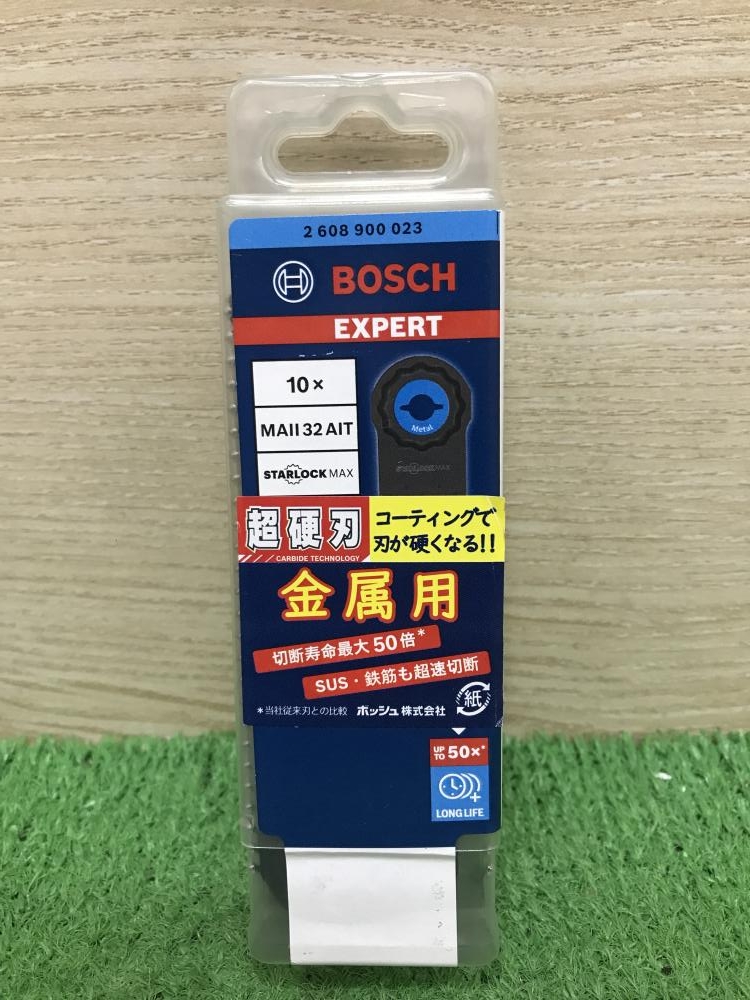 2 608 900 023
BOSCH
EXPERT
10×
MAII 32 AIT
STARLOCK MAX
Metal
STARLOCK MAX
超硬刃
CARBIDE TECHNOLOGY
コーティングで
刃が硬くなる!!
金属用
切断寿命最大50倍*
SUS・鉄筋も超速切断
*当社従来刃との比較 ボッシュ株式会社
紙
UP TO 50×*
LONG LIFE